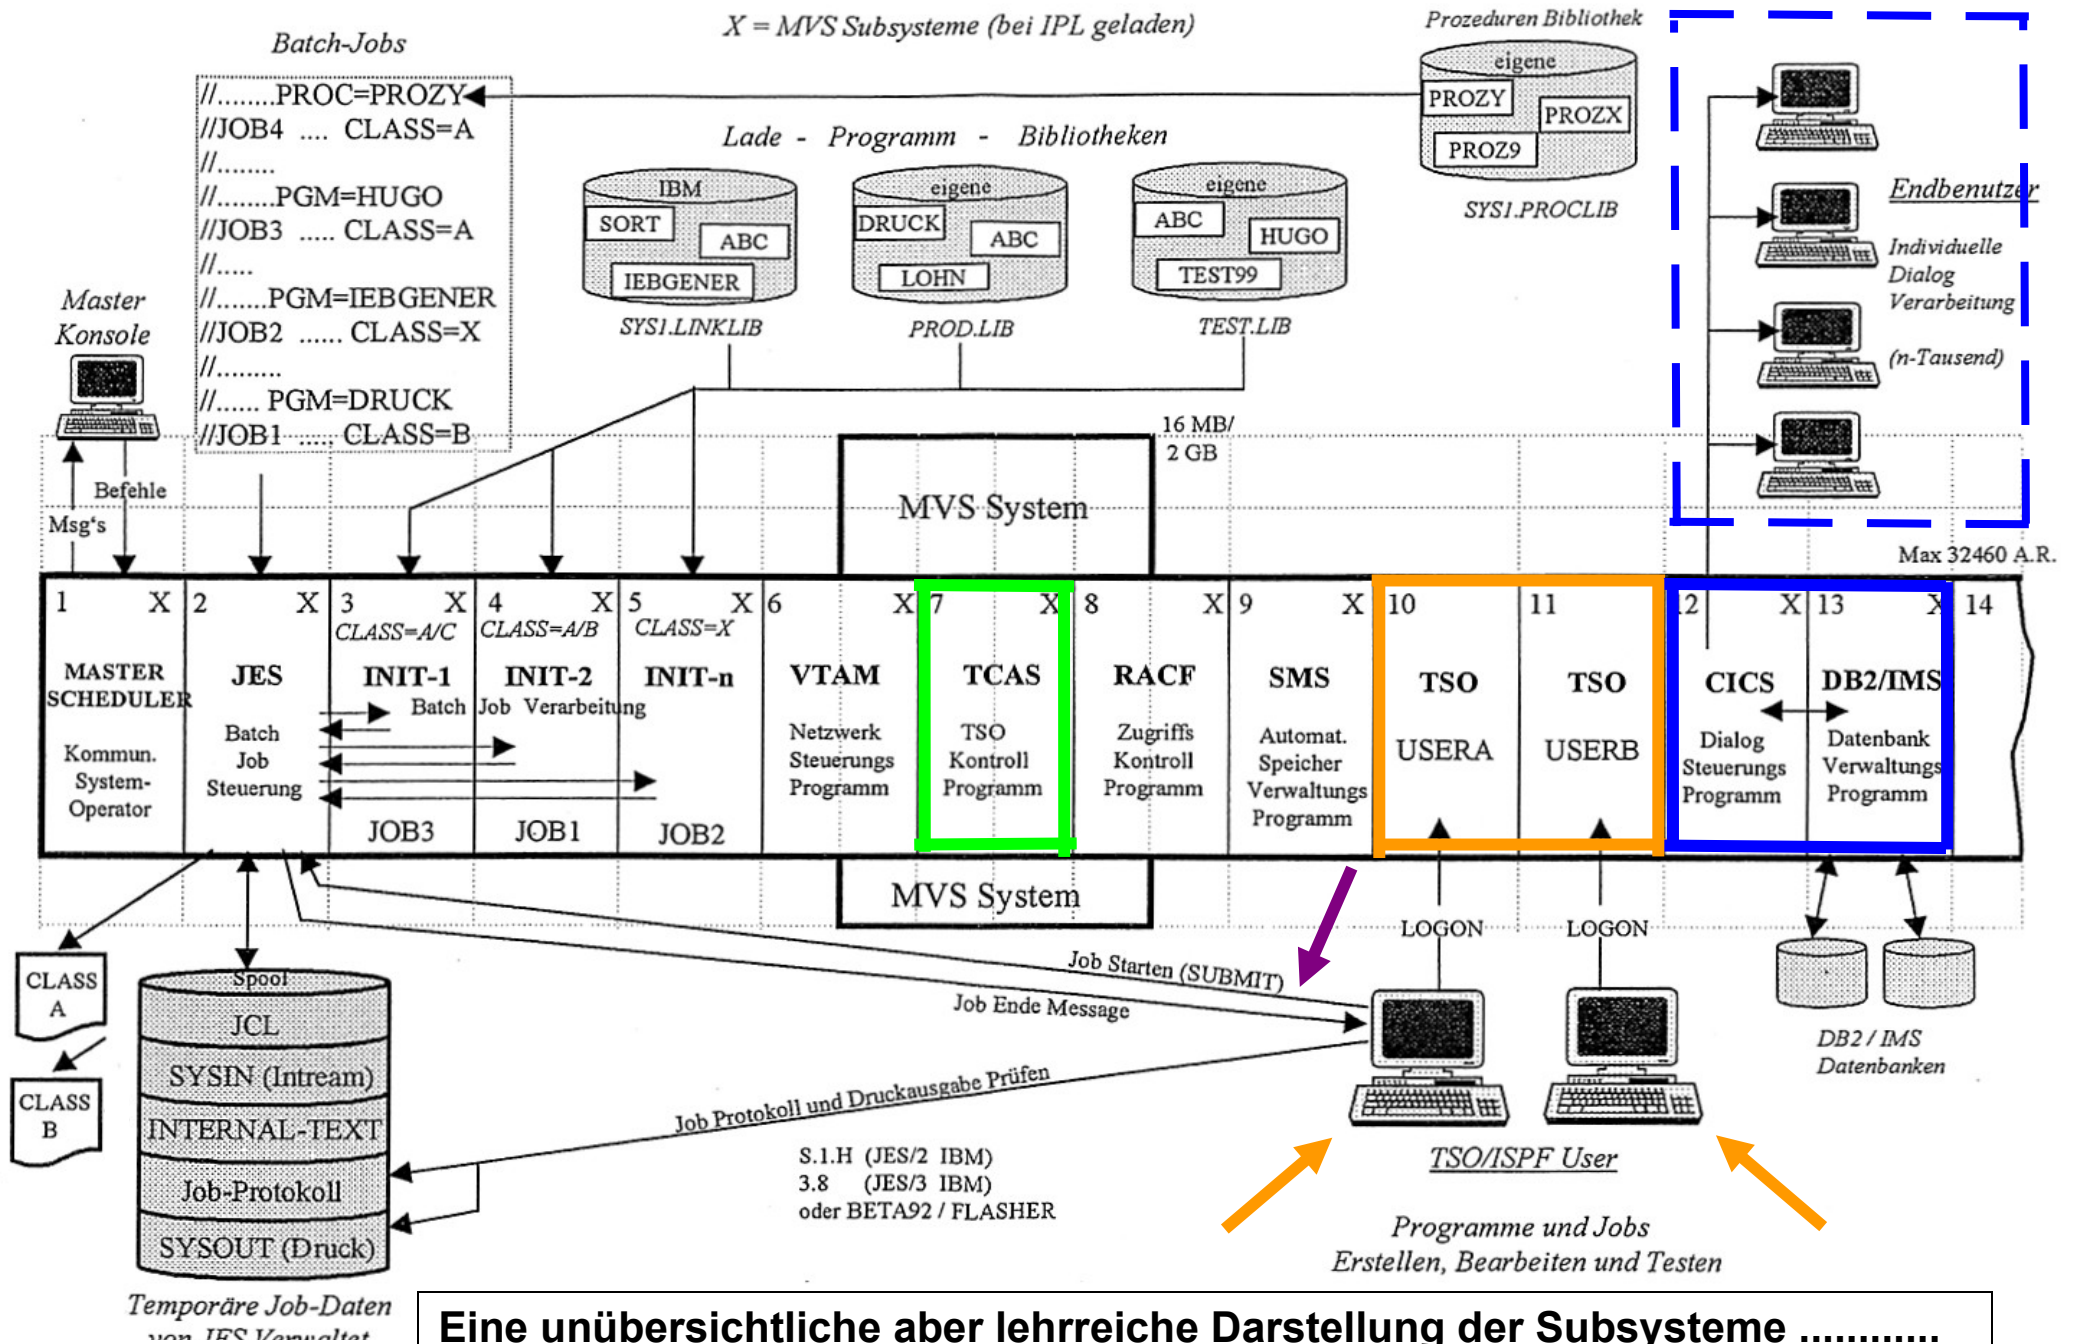 X = MVS Subsysteme (bei IPL geladen)
Batch-Jobs
//........PROC=PROZY
//JOB4 .... CLASS=A
//........
//........PGM=HUGO
//JOB3 ..... CLASS=A
//.....
//.......PGM=IEBGENER
//JOB2 ...... CLASS=X
//.........
//...... PGM=DRUCK
//JOB1 ..... CLASS=B
Prozeduren Bibliothek
eigene
PROZY
PROZX
PROZ9
SYS1.PROCLIB
Lade - Programm - Bibliotheken
IBM
SORT
ABC
IEBGENER
SYS1.LINKLIB
eigene
DRUCK
ABC
LOHN
PROD.LIB
eigene
ABC
HUGO
TEST99
TEST.LIB
Endbenutzer
Individuelle
Dialog
Verarbeitung
(n-Tausend)
Master
Konsole
Befehle
Msg's
16 MB/
2 GB
MVS System
Max 32460 A.R.
1 X
MASTER
SCHEDULER
Kommun.
System-
Operator
2 X
JES
Batch
Job
Steuerung
3 X
CLASS=A/C
INIT-1
JOB3
4 X
CLASS=A/B
INIT-2
JOB1
5 X
CLASS=X
INIT-n
JOB2
Batch Job Verarbeitung
6 X
VTAM
Netzwerk
Steuerungs
Programm
7 X
TCAS
TSO
Kontroll
Programm
8 X
RACF
Zugriffs
Kontroll
Programm
9 X
SMS
Automat.
Speicher
Verwaltungs
Programm
10
TSO
USERA
11
TSO
USERB
12 X
CICS
Dialog
Steuerungs
Programm
13 X
DB2/IMS
Datenbank
Verwaltungs
Programm
14
MVS System
LOGON
LOGON
CLASS
A
CLASS
B
Spool
JCL
SYSIN (Intream)
INTERNAL-TEXT
Job-Protokoll
SYSOUT (Druck)
Temporäre Job-Daten
von JES Verwaltet
Job Starten (SUBMIT)
Job Ende Message
Job Protokoll und Druckausgabe Prüfen
S.1.H (JES/2 IBM)
3.8 (JES/3 IBM)
oder BETA92 / FLASHER
TSO/ISPF User
Programme und Jobs
Erstellen, Bearbeiten und Testen
DB2 / IMS
Datenbanken
Eine unübersichtliche aber lehrreiche Darstellung der Subsysteme ............